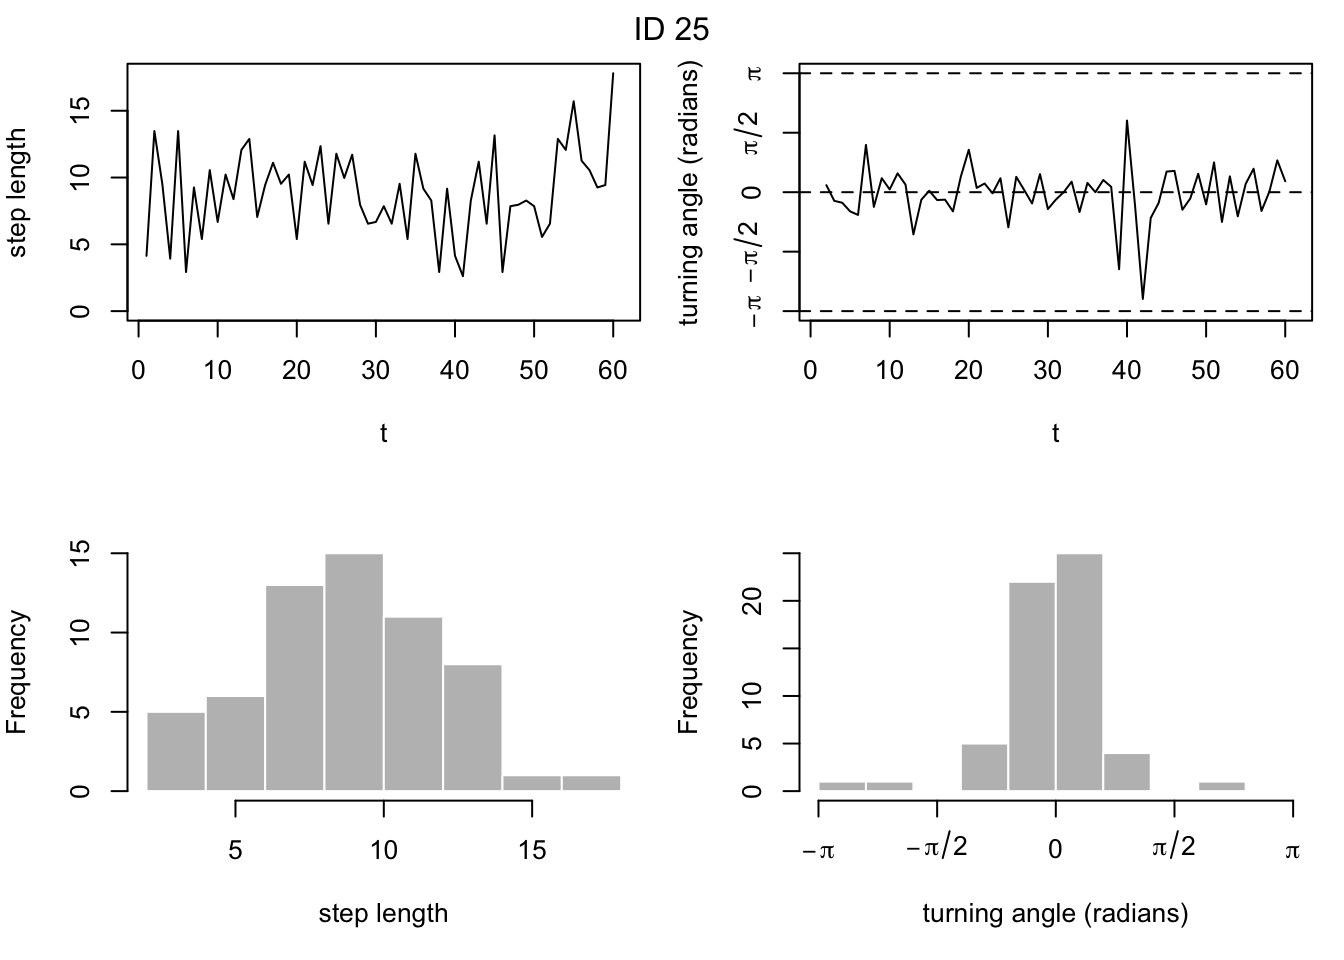 ID 25
step length
0 5 10 15
0 10 20 30 40 50 60
t
turning angle (radians)
−π −π/2 0 π/2 π
0 10 20 30 40 50 60
t
Frequency
0 5 10 15
5 10 15
step length
Frequency
0 5 10 20
−π −π/2 0 π/2 π
turning angle (radians)